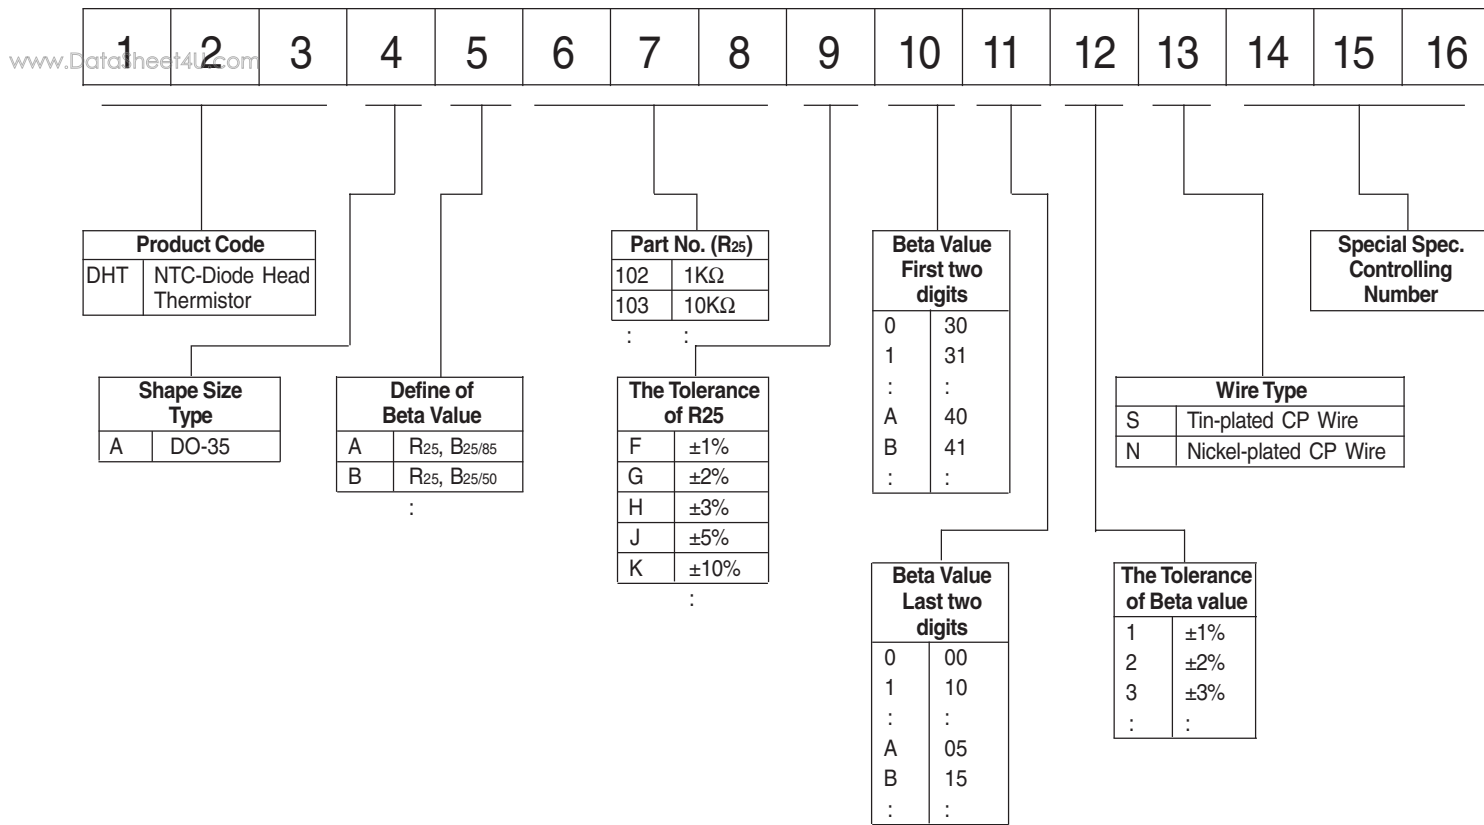 1 2 3 4 5 6 7 8 9 10 11 12 13 14 15 16
www.DataSheet4U.com
Product Code
DHT NTC-Diode Head
Thermistor
Part No. (R25)
102 1KΩ
103 10KΩ
: :
Beta Value
First two
digits
0 30
1 31
: :
A 40
B 41
: :
Special Spec.
Controlling
Number
Shape Size
Type
A DO-35
Define of
Beta Value
A R25, B25/85
B R25, B25/50
:
The Tolerance
of R25
F ±1%
G ±2%
H ±3%
J ±5%
K ±10%
:
Wire Type
S Tin-plated CP Wire
N Nickel-plated CP Wire
Beta Value
Last two
digits
0 00
1 10
: :
A 05
B 15
: :
The Tolerance
of Beta value
1 ±1%
2 ±2%
3 ±3%
: :